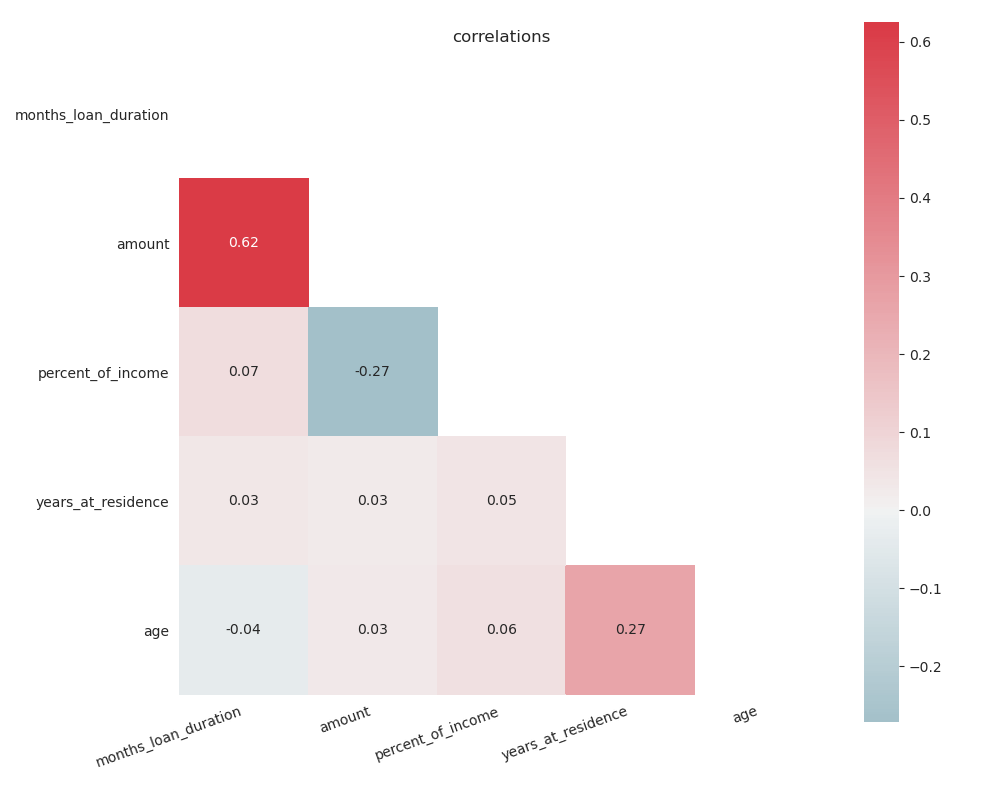 correlations
months_loan_duration
amount
0.62
percent_of_income
0.07
-0.27
years_at_residence
0.03
0.03
0.05
age
-0.04
0.03
0.06
0.27
months_loan_duration
amount
percent_of_income
years_at_residence
age
0.6
0.5
0.4
0.3
0.2
0.1
0.0
−0.1
−0.2